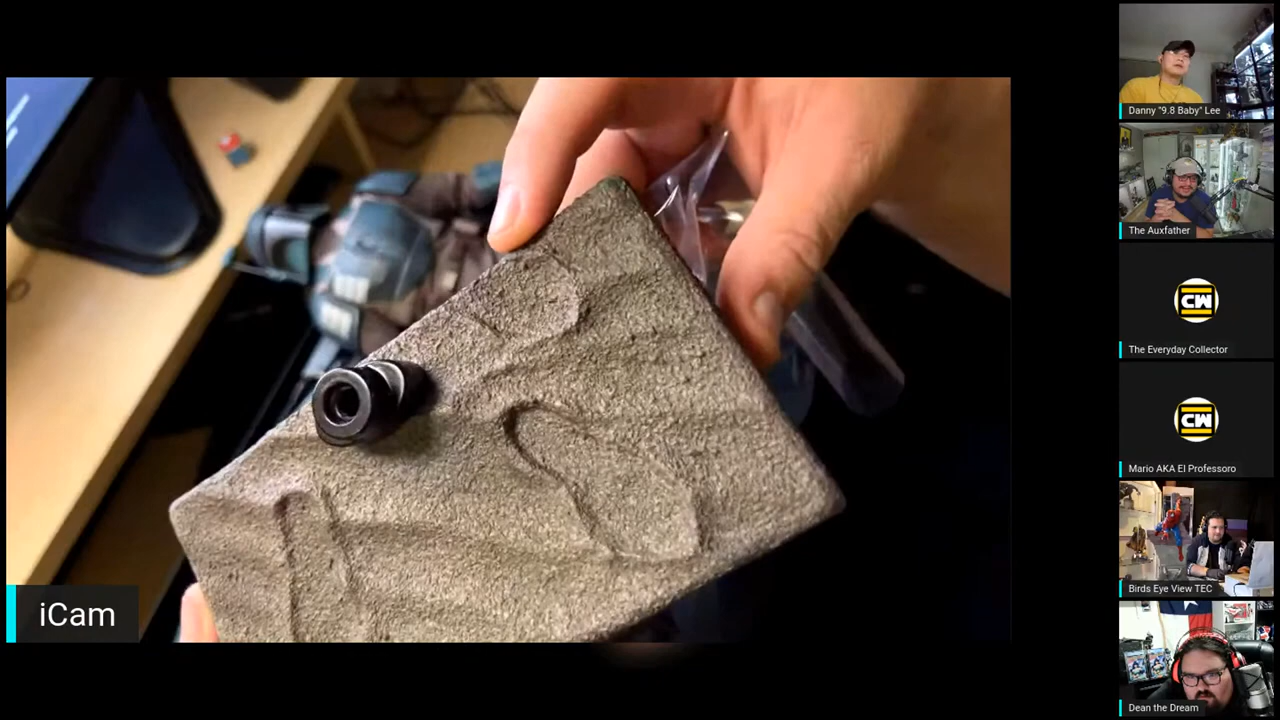 iCam
Danny "9.8 Baby" Lee
The Auxfather
CW
The Everyday Collector
CW
Mario AKA El Professoro
Birds Eye View TEC
Dean the Dream